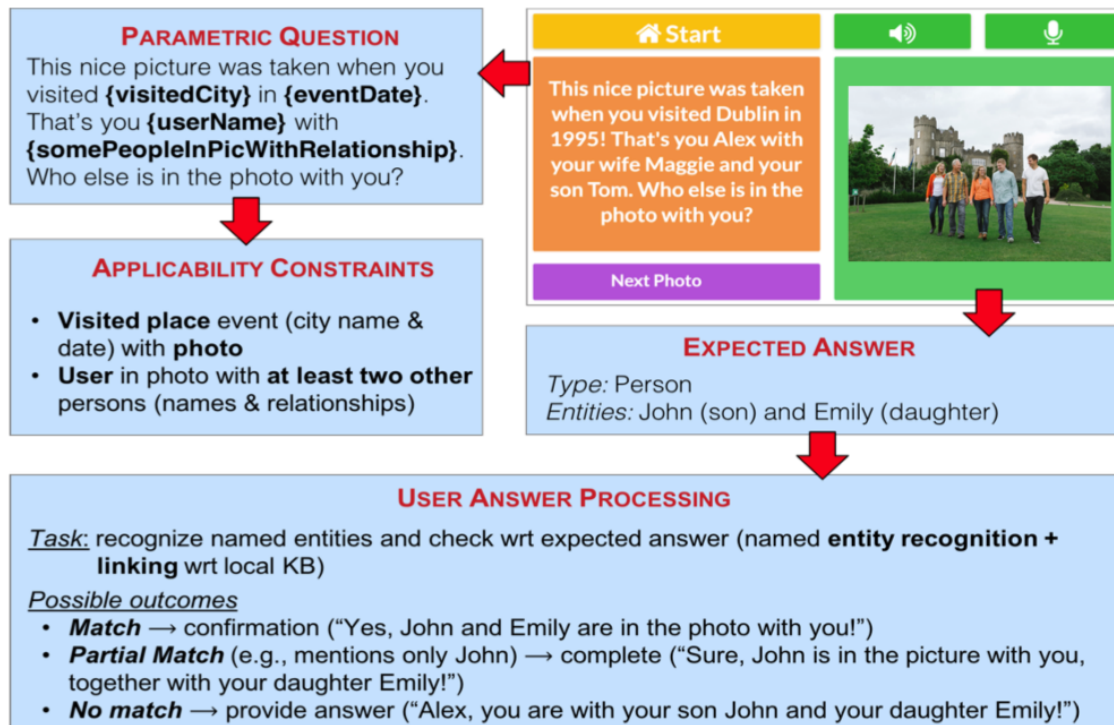 PARAMETRIC QUESTION
This nice picture was taken when you
visited {visitedCity} in {eventDate}.
That's you {userName} with
{somePeopleInPicWithRelationship}.
Who else is in the photo with you?
Start
This nice picture was taken
when you visited Dublin in
1995! That's you Alex with
your wife Maggie and your
son Tom. Who else is in the
photo with you?
Next Photo
APPLICABILITY CONSTRAINTS
• Visited place event (city name &
date) with photo
• User in photo with at least two other
persons (names & relationships)
EXPECTED ANSWER
Type: Person
Entities: John (son) and Emily (daughter)
USER ANSWER PROCESSING
Task: recognize named entities and check wrt expected answer (named entity recognition +
linking wrt local KB)
Possible outcomes
• Match → confirmation (“Yes, John and Emily are in the photo with you!”)
• Partial Match (e.g., mentions only John) → complete (“Sure, John is in the picture with you,
together with your daughter Emily!”)
• No match → provide answer (“Alex, you are with your son John and your daughter Emily!”)